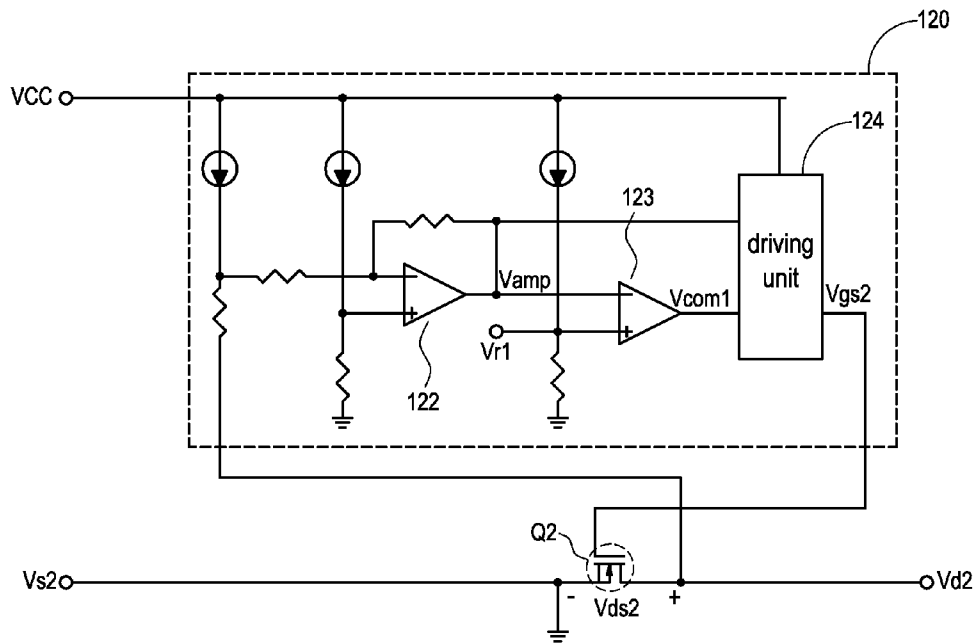 120
VCC
124
123
driving
unit
Vamp
Vcom1
Vgs2
Vr1
122
Q2
Vs2
-
Vds2
+
Vd2